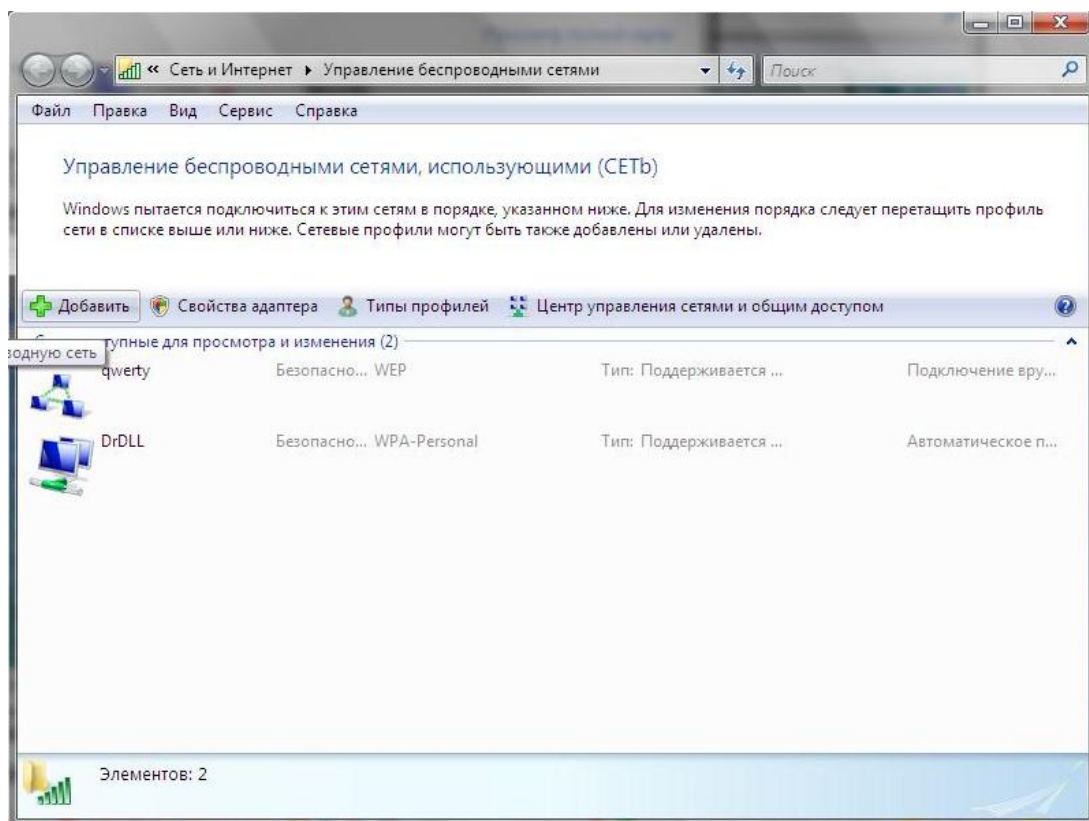 « Сеть и Интернет ▸ Управление беспроводными сетями Поиск
Файл Правка Вид Сервис Справка
Управление беспроводными сетями, использующими (СЕТЬ)
Windows пытается подключиться к этим сетям в порядке, указанном ниже. Для изменения порядка следует перетащить профиль
сети в списке выше или ниже. Сетевые профили могут быть также добавлены или удалены.
Добавить Свойства адаптера Типы профилей Центр управления сетями и общим доступом
тупные для просмотра и изменения (2)
водную сеть
qwerty Безопасно... WEP Тип: Поддерживается ... Подключение вру...
DrDLL Безопасно... WPA-Personal Тип: Поддерживается ... Автоматическое п...
Элементов: 2